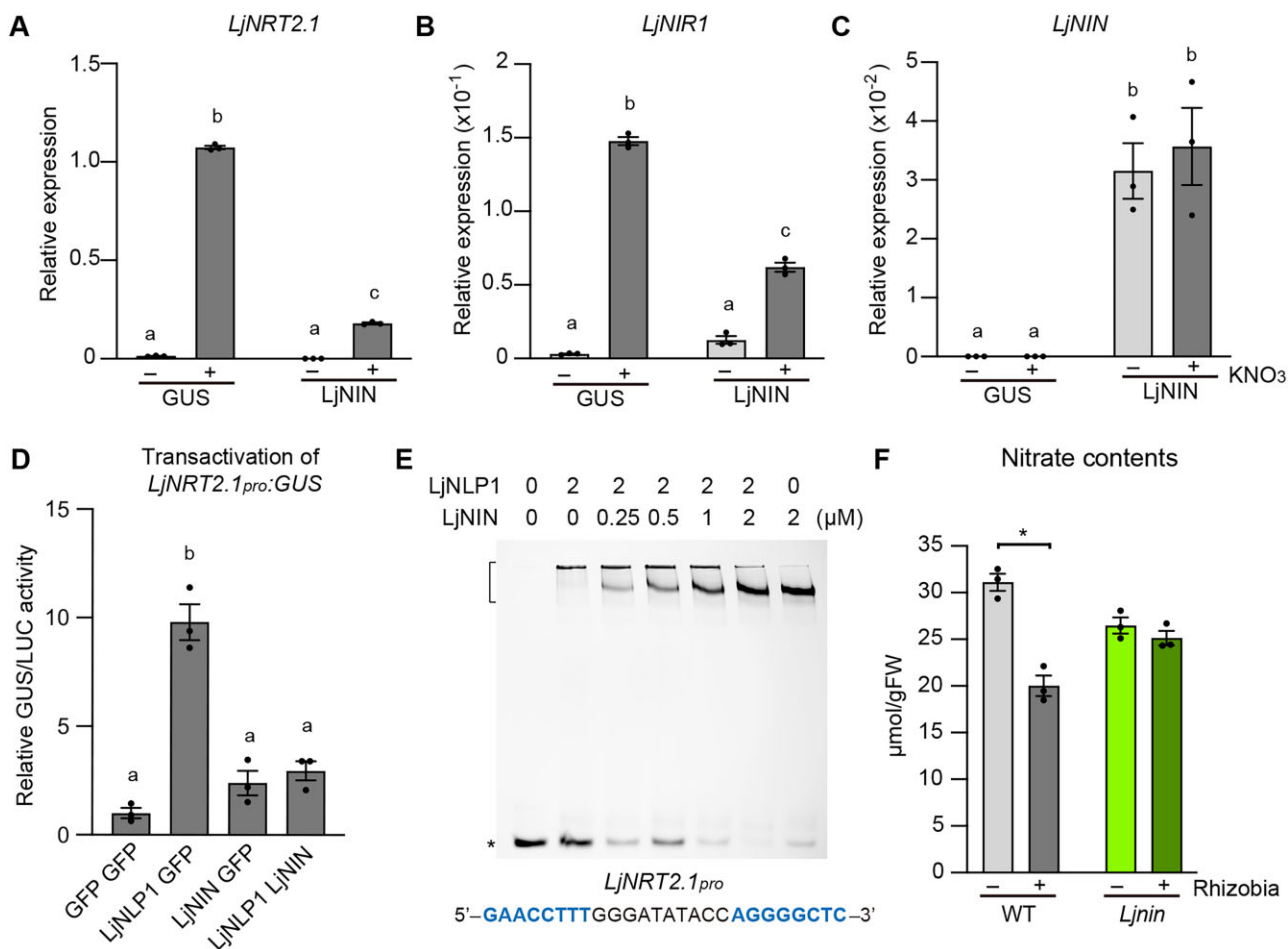 A
LjNRT2.1
Relative expression
1.5
1.0
0.5
0
a
b
a
c
– + – +
GUS LjNIN
B
LjNIR1
Relative expression (x10-1)
2
1.5
1
0.5
0
a
b
a
c
– + – +
GUS LjNIN
C
LjNIN
Relative expression (x10-2)
5
4
3
2
1
0
a
a
b
b
– + – + KNO3
GUS LjNIN
D
Transactivation of
LjNRT2.1pro:GUS
Relative GUS/LUC activity
15
10
5
0
a
b
a
a
GFP GFP
LjNLP1 GFP
LjNIN GFP
LjNLP1 LjNIN
E
LjNLP1 0 2 2 2 2 2 0
LjNIN 0 0 0.25 0.5 1 2 2 (µM)
*
LjNRT2.1pro
5'–GAACCTTTGGGATATACCAGGGGCTC–3'
F
Nitrate contents
µmol/gFW
35
30
25
20
15
10
5
0
*
– + – + Rhizobia
WT Ljnin